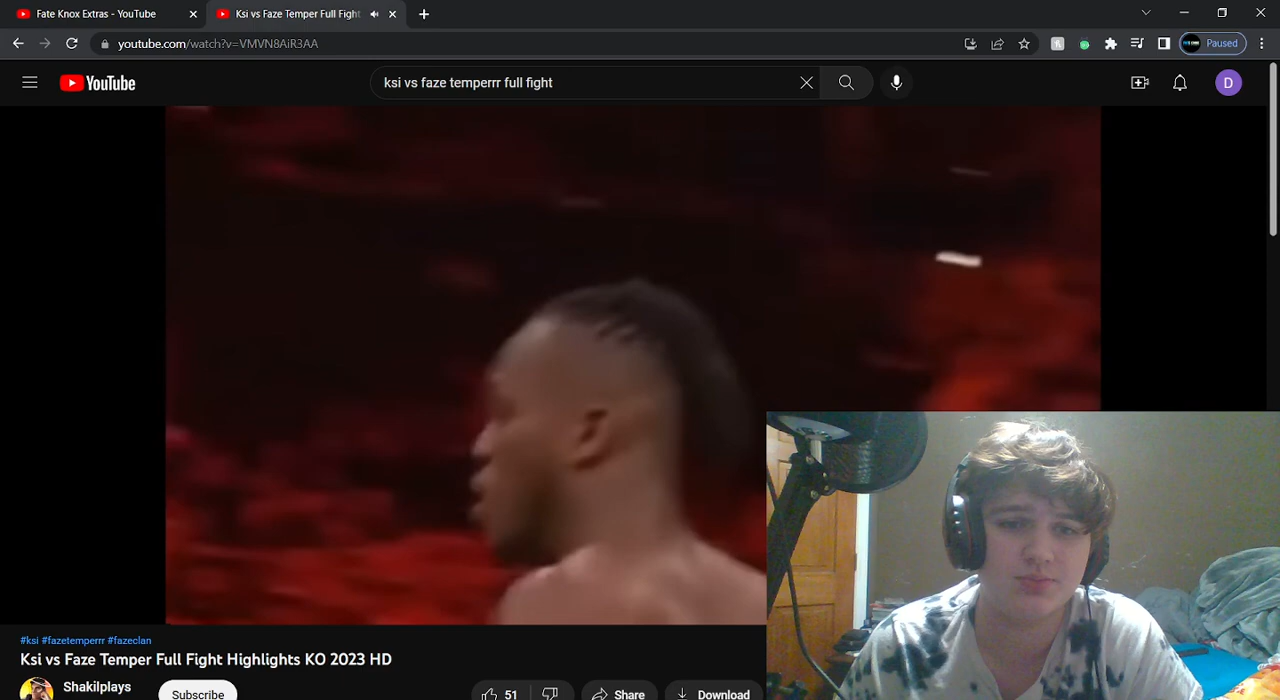 Fate Knox Extras - YouTube
Ksi vs Faze Temper Full Fight
youtube.com/watch?v=VMVN8AiR3AA
Paused
YouTube
ksi vs faze temperrr full fight
D
#ksi #fazetemperrr #fazeclan
Ksi vs Faze Temper Full Fight Highlights KO 2023 HD
Shakilplays
Subscribe
51
Share
Download